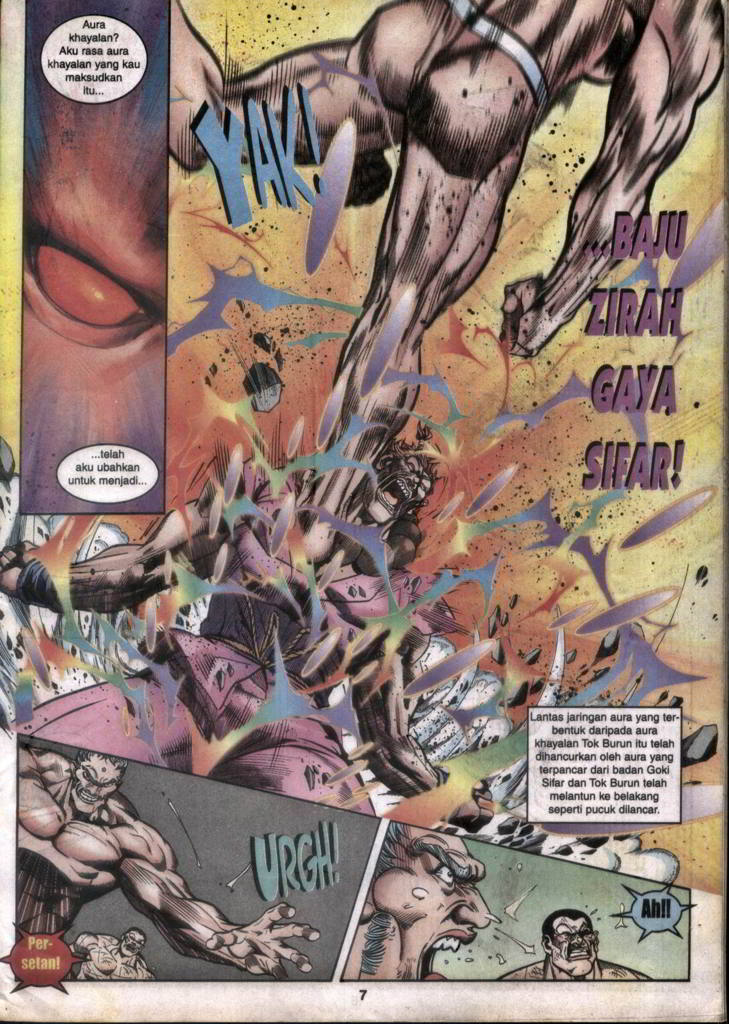 Aura
khayalan?
Aku rasa aura
khayalan yang kau
maksudkan
itu...
YAK!
...telah
aku ubahkan
untuk menjadi...
...BAJU
ZIRAH
GAYA
SIFAR!
Lantas jaringan aura yang ter-
bentuk daripada aura
khayalan Tok Burun itu telah
dihancurkan oleh aura yang
terpancar dari badan Goki
Sifar dan Tok Burun telah
melantun ke belakang
seperti pucuk dilancar.
URGH!
Per-
setan!
Ah!!
7